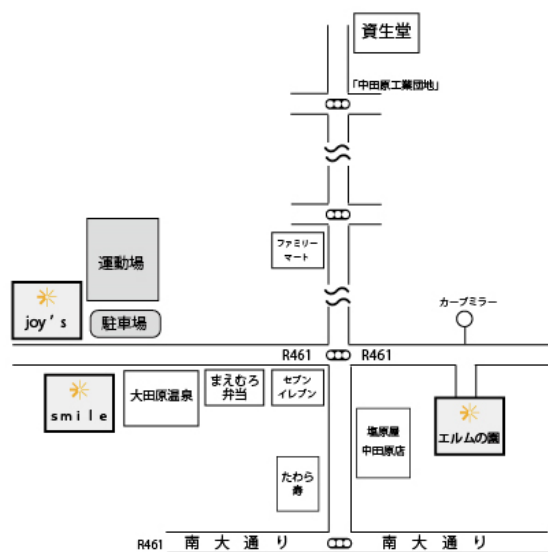 資生堂
「中田原工業団地」
ファミリー
マート
運動場
カーブミラー
joy's
駐車場
R461
R461
smile
大田原温泉
まえむろ
弁当
セブン
イレブン
塩原屋
中田原店
エルムの園
たわら
寿
R461
南大通り
南大通り